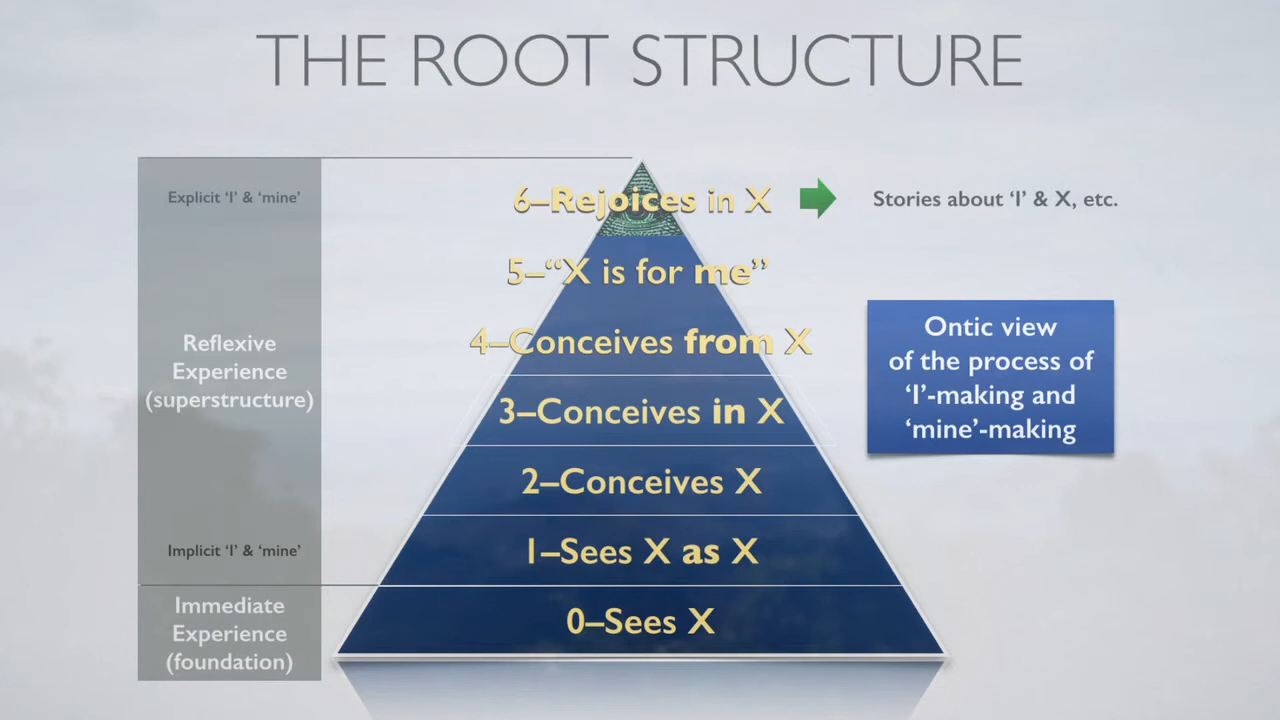 THE ROOT STRUCTURE
Explicit ‘I’ & ‘mine’
6–Rejoices in X
Stories about ‘I’ & X, etc.
5–“X is for me”
4–Conceives from X
Reflexive
Experience
(superstructure)
Ontic view
of the process of
‘I’-making and
‘mine’-making
3–Conceives in X
2–Conceives X
Implicit ‘I’ & ‘mine’
1–Sees X as X
Immediate
Experience
(foundation)
0–Sees X